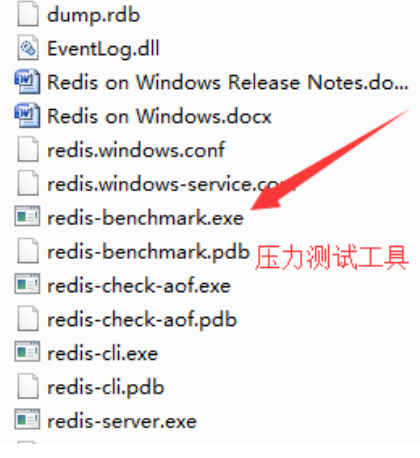 dump.rdb
EventLog.dll
Redis on Windows Release Notes.do...
Redis on Windows.docx
redis.windows.conf
redis.windows-service.conf
redis-benchmark.exe
redis-benchmark.pdb
压力测试工具
redis-check-aof.exe
redis-check-aof.pdb
redis-cli.exe
redis-cli.pdb
redis-server.exe